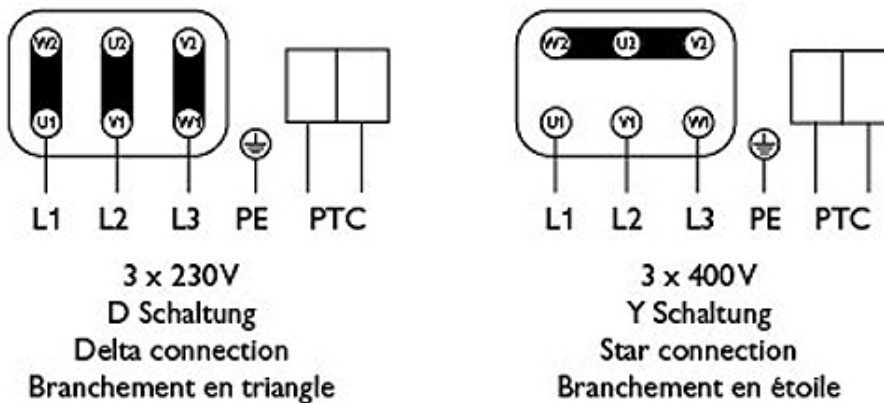 W2 U2 V2
U1 V1 W1
L1 L2 L3 PE PTC
3 x 230V
D Schaltung
Delta connection
Branchement en triangle
W2 U2 V2
U1 V1 W1
L1 L2 L3 PE PTC
3 x 400V
Y Schaltung
Star connection
Branchement en étoile